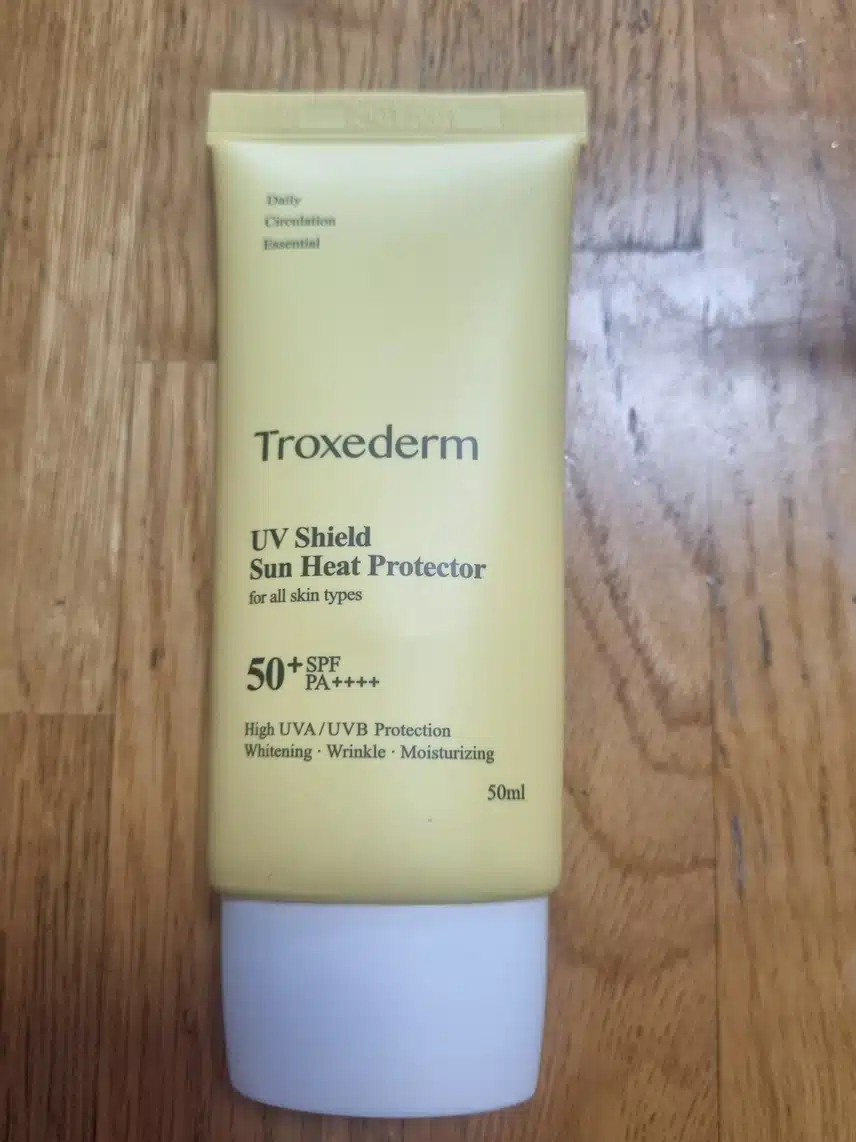 Daily
Circulation
Essential
Troxederm
UV Shield
Sun Heat Protector
for all skin types
50+ SPF
PA++++
High UVA/UVB Protection
Whitening · Wrinkle · Moisturizing
50ml